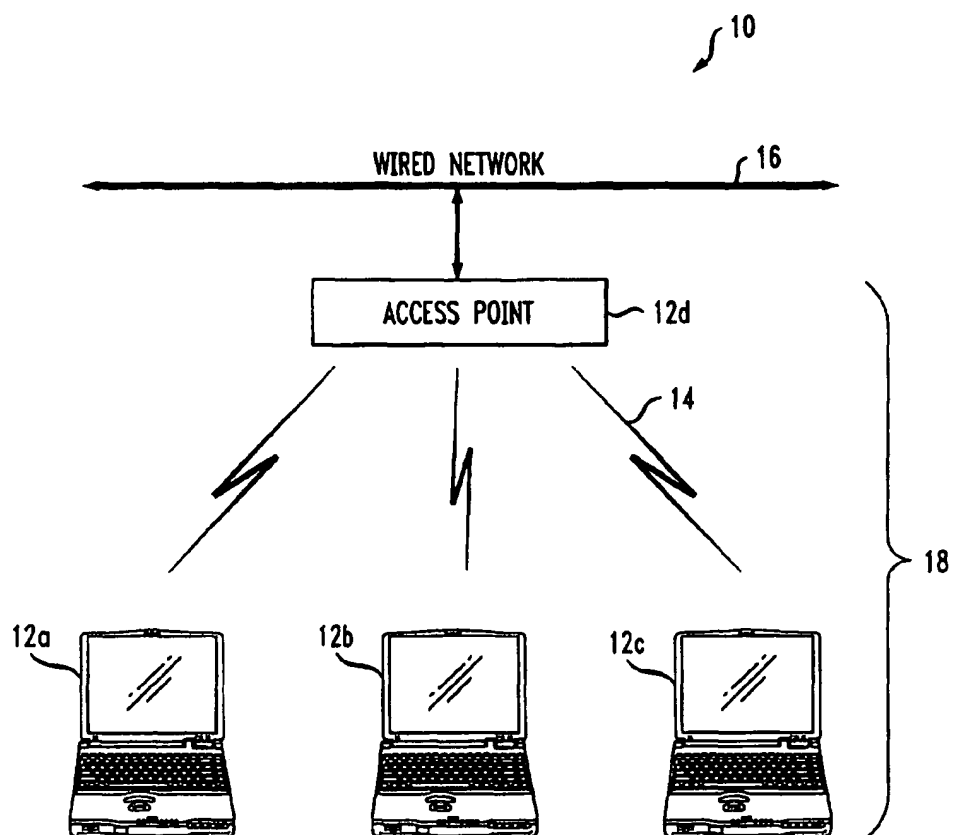 10
WIRED NETWORK
16
ACCESS POINT
12d
14
18
12a
12b
12c